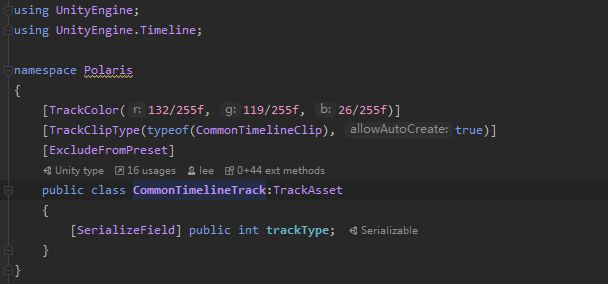 using UnityEngine;
using UnityEngine.Timeline;
namespace Polaris
{
[TrackColor( r: 132/255f, g: 119/255f, b: 26/255f)]
[TrackClipType(typeof(CommonTimelineClip), allowAutoCreate: true)]
[ExcludeFromPreset]
Unity type 16 usages lee 0+44 ext methods
public class CommonTimelineTrack:TrackAsset
{
[SerializeField] public int trackType; Serializable
}
}